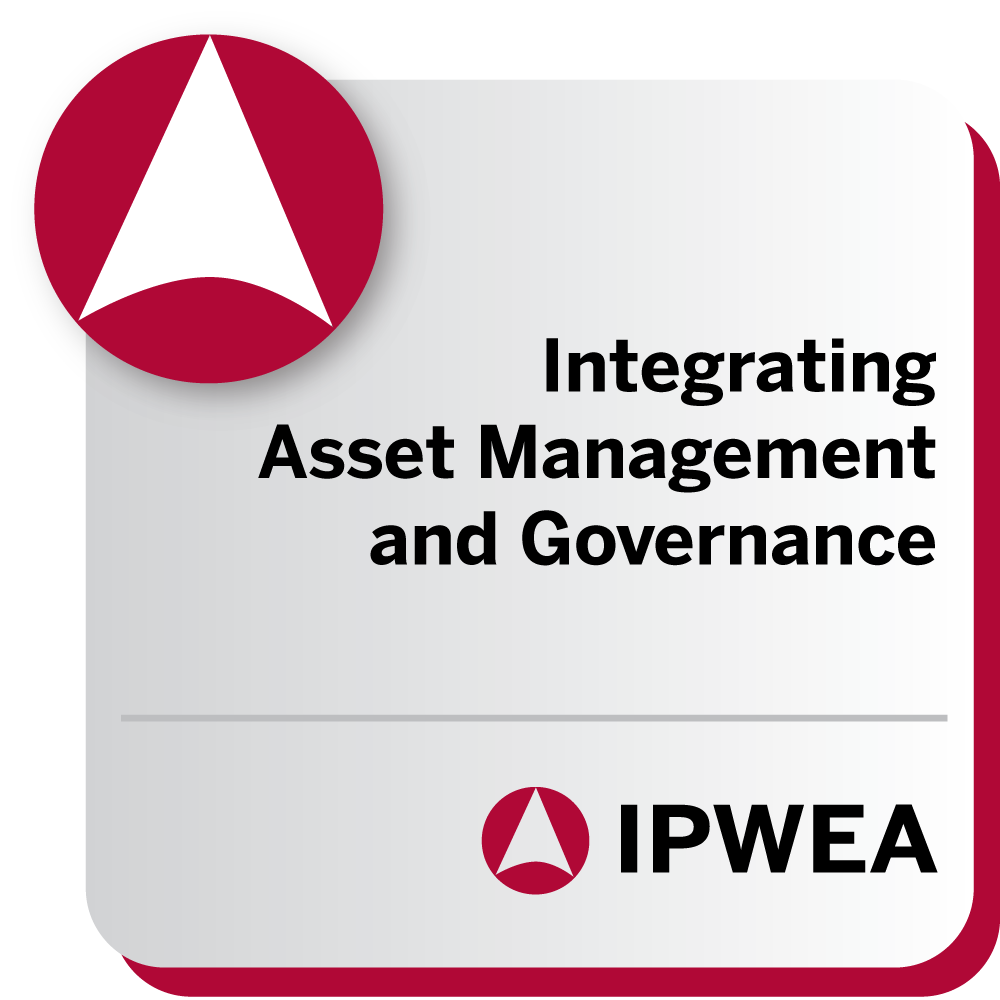 Integrating
Asset Management
and Governance
IPWEA